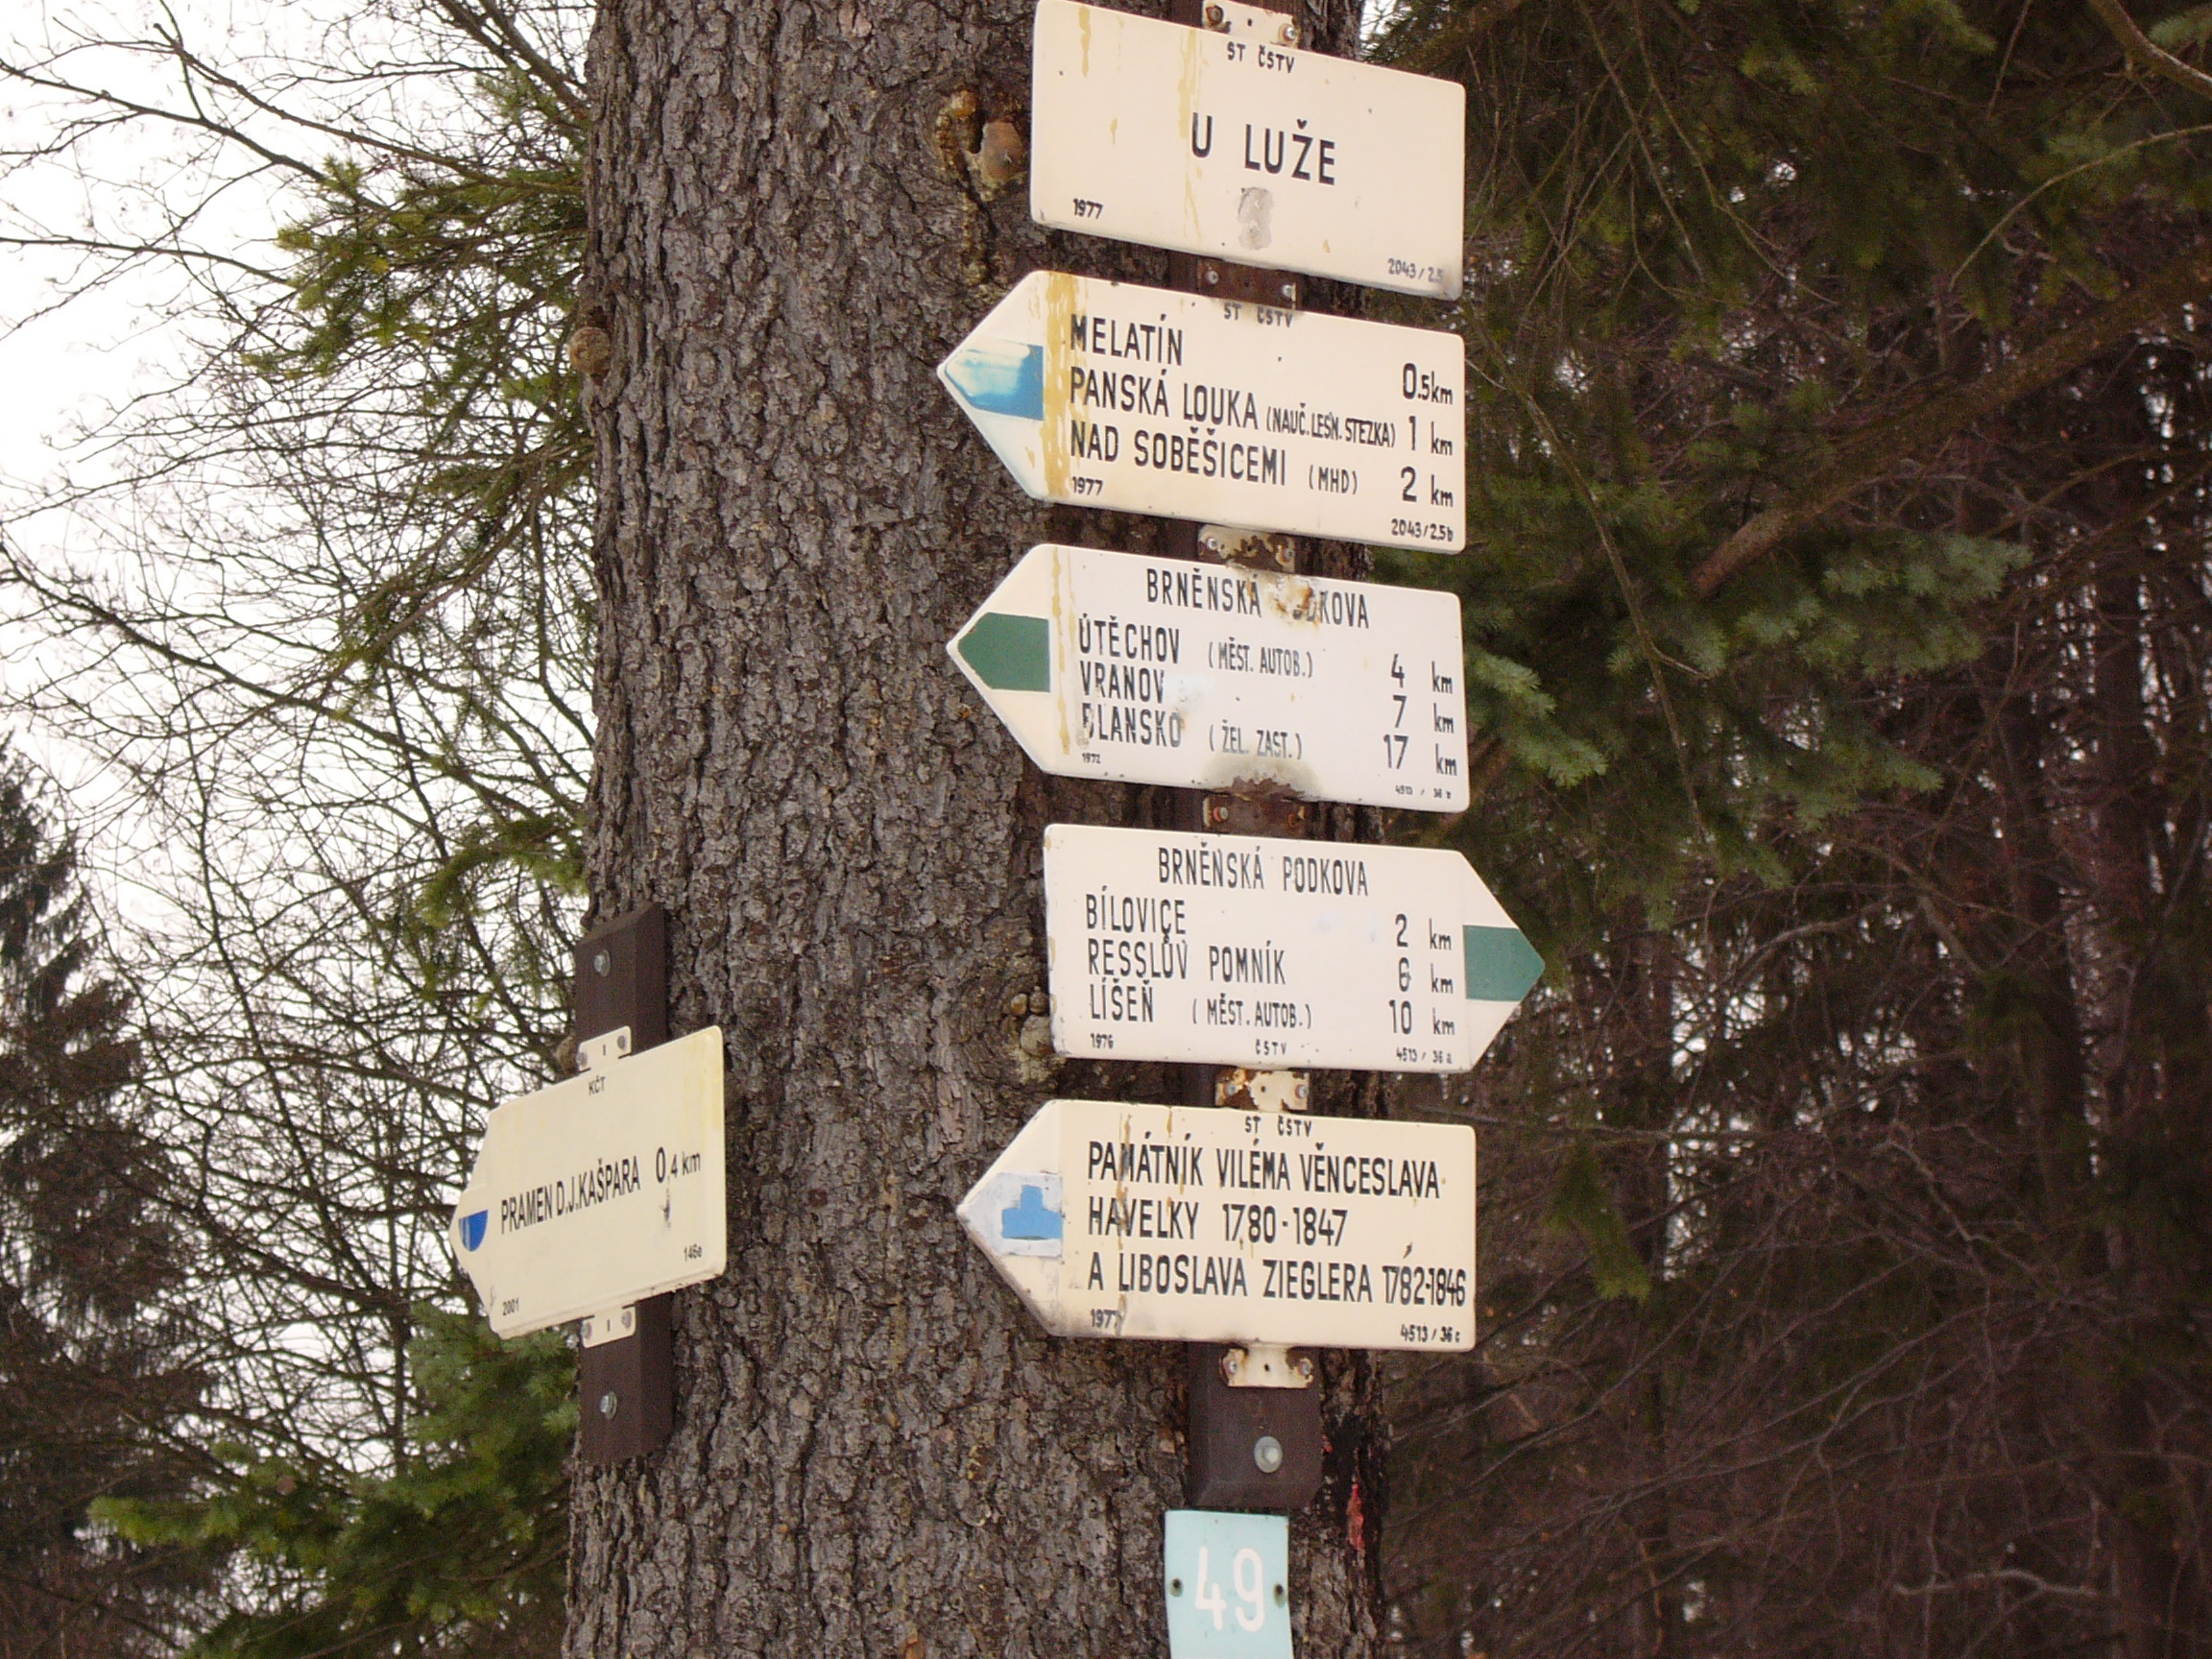 ST ČSTV
U LUŽE
1977
2043/2.5
ST ČSTV
MELATÍN 0.5km
PANSKÁ LOUKA (NAUČ. LESN. STEZKA) 1 km
NAD SOBĚŠICEMI (MHD) 2 km
1977
2043/2.5b
BRNĚNSKÁ
ÚTĚCHOV (MĚST. AUTOB.) 4 km
VRANOV 7 km
BLANSKO (ŽEL. ZAST.) 17 km
1972
BRNĚNSKÁ PODKOVA
BÍLOVICE 2 km
RESSLŮV POMNÍK 6 km
LÍŠEŇ (MĚST. AUTOB.) 10 km
1976 ČSTV 4513 / 36a
ST ČSTV
PAMÁTNÍK VILÉMA VĚNCESLAVA
HAVELKY 1780-1847
A LIBOSLAVA ZIEGLERA 1782-1846
1977
4513/36c
49
KČT
PRAMEN D.J.KAŠPARA 0.4 km
146e
2001